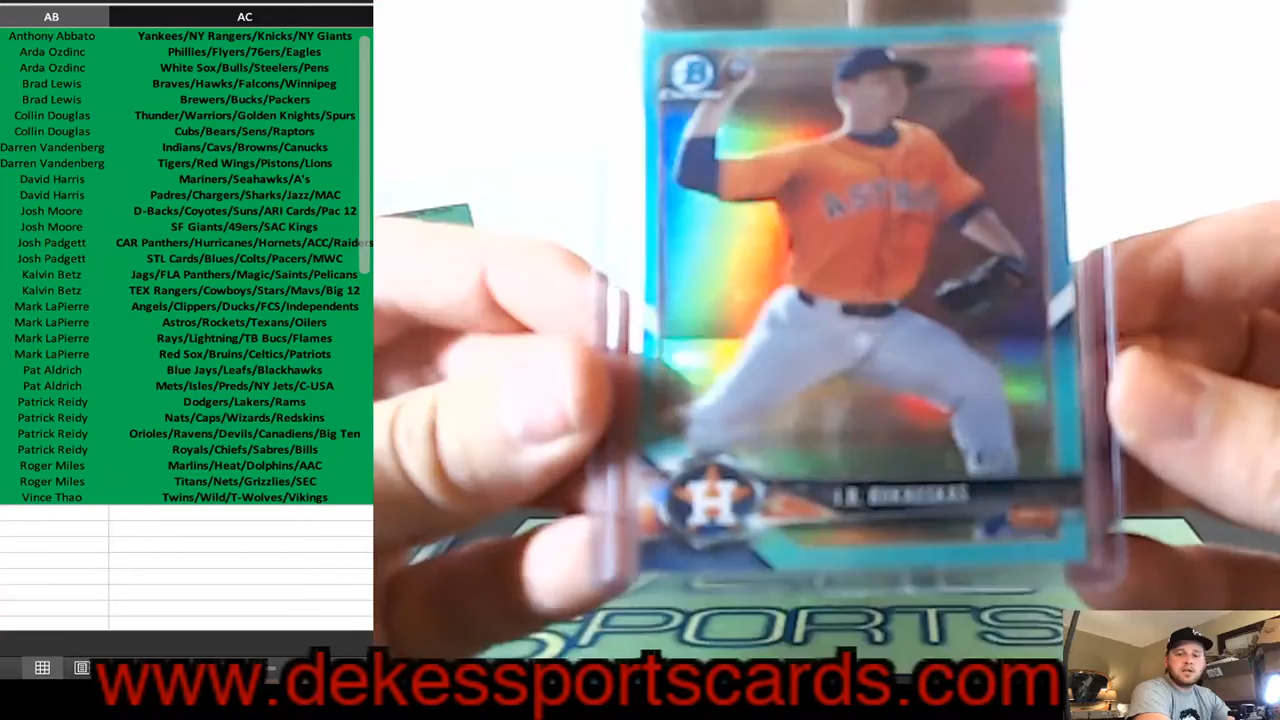 AB AC
Anthony Abbato Yankees/NY Rangers/Knicks/NY Giants
Arda Ozdinc Phillies/Flyers/76ers/Eagles
Arda Ozdinc White Sox/Bulls/Steelers/Pens
Brad Lewis Braves/Hawks/Falcons/Winnipeg
Brad Lewis Brewers/Bucks/Packers
Collin Douglas Thunder/Warriors/Golden Knights/Spurs
Collin Douglas Cubs/Bears/Sens/Raptors
Darren Vandenberg Indians/Cavs/Browns/Canucks
Darren Vandenberg Tigers/Red Wings/Pistons/Lions
David Harris Mariners/Seahawks/A's
David Harris Padres/Chargers/Sharks/Jazz/MAC
Josh Moore D-Backs/Coyotes/Suns/ARI Cards/Pac 12
Josh Moore SF Giants/49ers/SAC Kings
Josh Padgett CAR Panthers/Hurricanes/Hornets/ACC/Raiders
Josh Padgett STL Cards/Blues/Colts/Pacers/MWC
Kalvin Betz Jags/FLA Panthers/Magic/Saints/Pelicans
Kalvin Betz TEX Rangers/Cowboys/Stars/Mavs/Big 12
Mark LaPierre Angels/Clippers/Ducks/FCS/Independents
Mark LaPierre Astros/Rockets/Texans/Oilers
Mark LaPierre Rays/Lightning/TB Bucs/Flames
Mark LaPierre Red Sox/Bruins/Celtics/Patriots
Pat Aldrich Blue Jays/Leafs/Blackhawks
Pat Aldrich Mets/Isles/Preds/NY Jets/C-USA
Patrick Reidy Dodgers/Lakers/Rams
Patrick Reidy Nats/Caps/Wizards/Redskins
Patrick Reidy Orioles/Ravens/Devils/Canadiens/Big Ten
Patrick Reidy Royals/Chiefs/Sabres/Bills
Roger Miles Marlins/Heat/Dolphins/AAC
Roger Miles Titans/Nets/Grizzlies/SEC
Vince Thao Twins/Wild/T-Wolves/Vikings
B
ASTROS
H
J.B. BUKAUSKAS
SPORTS
www.dekessportscards.com